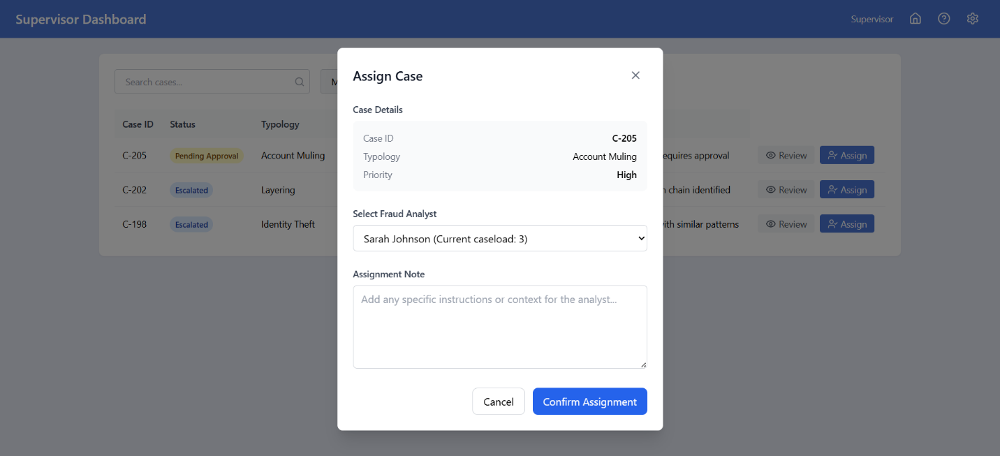 Supervisor Dashboard
Supervisor
Search cases...
M
Case ID Status Typology
C-205 Pending Approval Account Muling equires approval Review Assign
C-202 Escalated Layering chain identified Review Assign
C-198 Escalated Identity Theft with similar patterns Review Assign
Assign Case
Case Details
Case ID C-205
Typology Account Muling
Priority High
Select Fraud Analyst
Sarah Johnson (Current caseload: 3)
Assignment Note
Add any specific instructions or context for the analyst...
Cancel Confirm Assignment